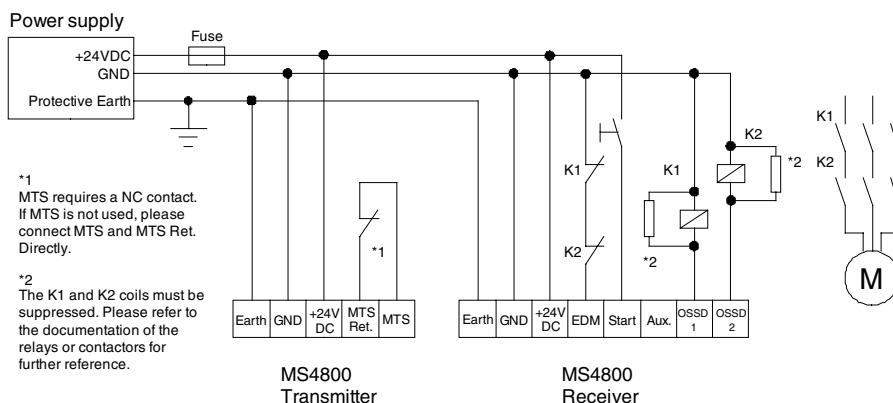 Power supply
+24VDC
Fuse
GND
Protective Earth
K1
K2
K1
K1
K2
*2
K2
*2
*1
*1
MTS requires a NC contact.
If MTS is not used, please
connect MTS and MTS Ret.
Directly.
*2
The K1 and K2 coils must be
suppressed. Please refer to
the documentation of the
relays or contactors for
further reference.
M
Earth
GND
+24V
DC
MTS
Ret.
MTS
Earth
GND
+24V
DC
EDM
Start
Aux.
OSSD
1
OSSD
2
MS4800
Transmitter
MS4800
Receiver